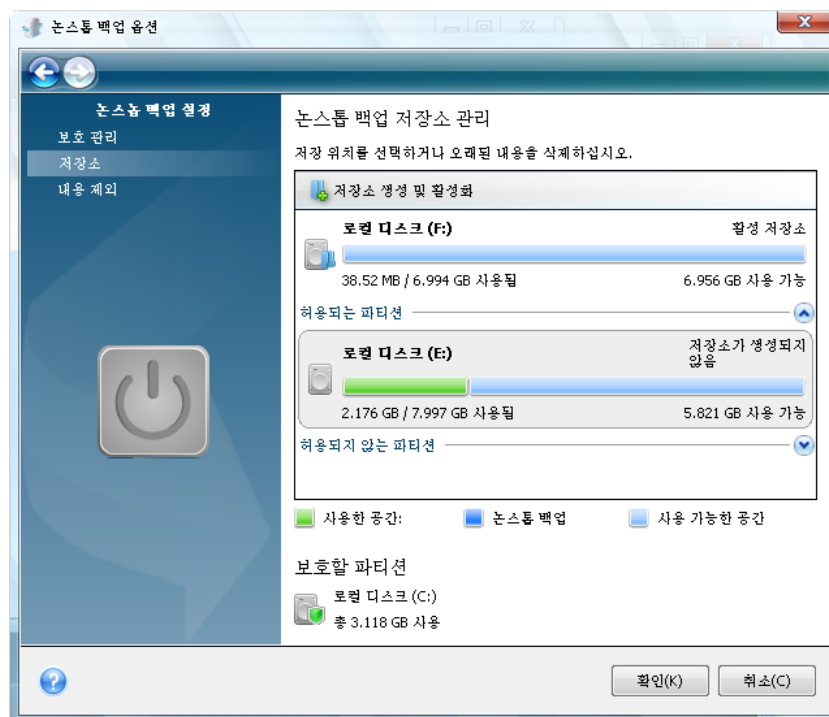 논스톱 백업 옵션
논스톱 백업 설정
보호 관리
저장소
내용 제외
논스톱 백업 저장소 관리
저장 위치를 선택하거나 오래된 내용을 삭제하십시오.
저장소 생성 및 활성화
로컬 디스크 (F:)
활성 저장소
38.52 MB / 6.994 GB 사용됨
6.956 GB 사용 가능
허용되는 파티션
로컬 디스크 (E:)
저장소가 생성되지
않음
2.176 GB / 7.997 GB 사용됨
5.821 GB 사용 가능
허용되지 않는 파티션
사용한 공간:
논스톱 백업
사용 가능한 공간
보호할 파티션
로컬 디스크 (C:)
총 3.118 GB 사용
?
확인(K)
취소(C)